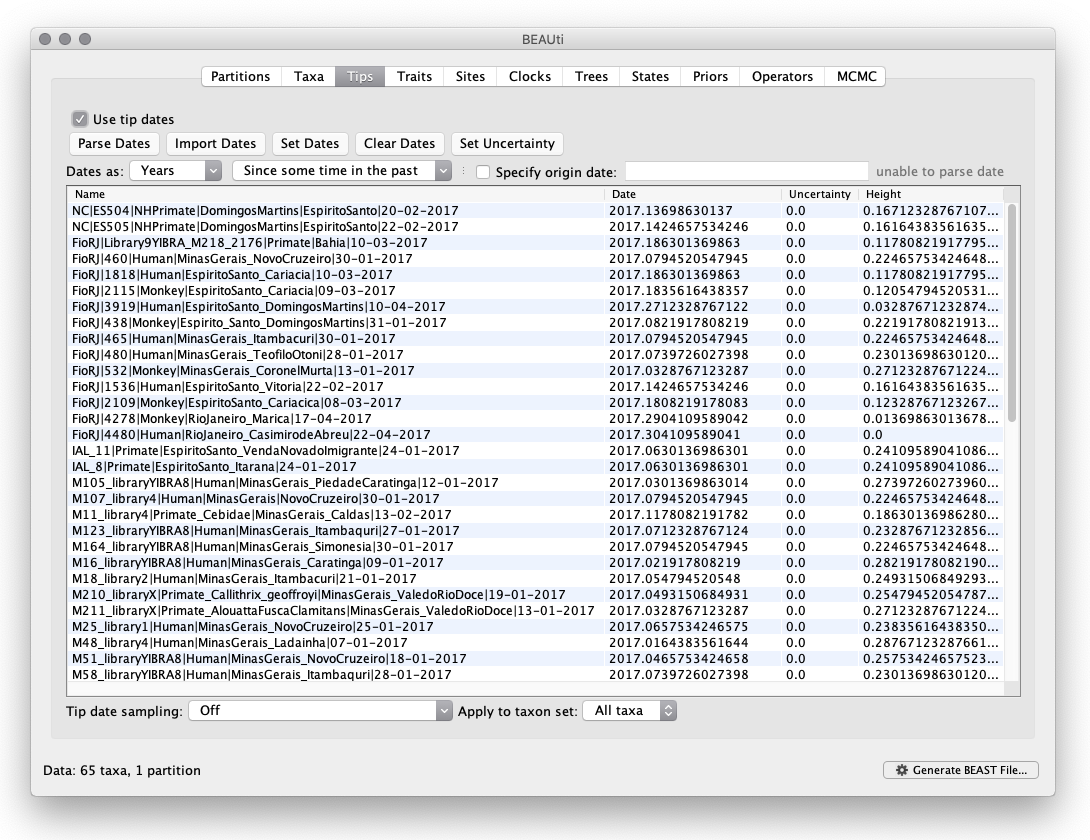 BEAUti
Partitions Taxa Tips Traits Sites Clocks Trees States Priors Operators MCMC
Use tip dates
Parse Dates Import Dates Set Dates Clear Dates Set Uncertainty
Dates as: Years Since some time in the past Specify origin date: unable to parse date
Name Date Uncertainty Height
NC|ES504|NHPrimate|DomingosMartins|EspiritoSanto|20-02-2017 2017.13698630137 0.0 0.16712328767107...
NC|ES505|NHPrimate|DomingosMartins|EspiritoSanto|22-02-2017 2017.1424657534246 0.0 0.16164383561635...
FioRJ|Library9YIBRA_M218_2176|Primate|Bahia|10-03-2017 2017.186301369863 0.0 0.11780821917795...
FioRJ|460|Human|MinasGerais_NovoCruzeiro|30-01-2017 2017.0794520547945 0.0 0.22465753424648...
FioRJ|1818|Human|EspiritoSanto_Cariacia|10-03-2017 2017.186301369863 0.0 0.11780821917795...
FioRJ|2115|Monkey|EspiritoSanto_Cariacia|09-03-2017 2017.1835616438357 0.0 0.12054794520531...
FioRJ|3919|Human|EspiritoSanto_DomingosMartins|10-04-2017 2017.2712328767122 0.0 0.03287671232874...
FioRJ|438|Monkey|Espirito_Santo_DomingosMartins|31-01-2017 2017.0821917808219 0.0 0.22191780821913...
FioRJ|465|Human|MinasGerais_Itambacuri|30-01-2017 2017.0794520547945 0.0 0.22465753424648...
FioRJ|480|Human|MinasGerais_TeofiloOtoni|28-01-2017 2017.0739726027398 0.0 0.23013698630120...
FioRJ|532|Monkey|MinasGerais_CoronelMurta|13-01-2017 2017.0328767123287 0.0 0.27123287671224...
FioRJ|1536|Human|EspiritoSanto_Vitoria|22-02-2017 2017.1424657534246 0.0 0.16164383561635...
FioRJ|2109|Monkey|EspiritoSanto_Cariacica|08-03-2017 2017.1808219178083 0.0 0.12328767123267...
FioRJ|4278|Monkey|RioJaneiro_Marica|17-04-2017 2017.2904109589042 0.0 0.01369863013678...
FioRJ|4480|Human|RioJaneiro_CasimirodeAbreu|22-04-2017 2017.304109589041 0.0 0.0
IAL_11|Primate|EspiritoSanto_VendaNovadoImigrante|24-01-2017 2017.0630136986301 0.0 0.24109589041086...
IAL_8|Primate|EspiritoSanto_Itarana|24-01-2017 2017.0630136986301 0.0 0.24109589041086...
M105_libraryYIBRA8|Human|MinasGerais_PiedadeCaratinga|12-01-2017 2017.0301369863014 0.0 0.27397260273960...
M107_library4|Human|MinasGerais|NovoCruzeiro|30-01-2017 2017.0794520547945 0.0 0.22465753424648...
M11_library4|Primate_Cebidae|MinasGerais_Caldas|13-02-2017 2017.1178082191782 0.0 0.18630136986280...
M123_libraryYIBRA8|Human|MinasGerais_Itambaquri|27-01-2017 2017.0712328767124 0.0 0.23287671232856...
M164_libraryYIBRA8|Human|MinasGerais_Simonesia|30-01-2017 2017.0794520547945 0.0 0.22465753424648...
M16_libraryYIBRA8|Human|MinasGerais_Caratinga|09-01-2017 2017.021917808219 0.0 0.28219178082190...
M18_library2|Human|MinasGerais_Itambacuri|21-01-2017 2017.054794520548 0.0 0.24931506849293...
M210_libraryX|Primate_Callithrix_geoffroyi|MinasGerais_ValedoRioDoce|19-01-2017 2017.0493150684931 0.0 0.25479452054787...
M211_libraryX|Primate_AlouattaFuscaClamitans|MinasGerais_ValedoRioDoce|13-01-2017 2017.0328767123287 0.0 0.27123287671224...
M25_library1|Human|MinasGerais_NovoCruzeiro|25-01-2017 2017.0657534246575 0.0 0.23835616438350...
M48_library4|Human|MinasGerais_Ladainha|07-01-2017 2017.0164383561644 0.0 0.28767123287661...
M51_libraryYIBRA8|Human|MinasGerais_NovoCruzeiro|18-01-2017 2017.0465753424658 0.0 0.25753424657523...
M58_libraryYIBRA8|Human|MinasGerais_Itambaquri|28-01-2017 2017.0739726027398 0.0 0.23013698630120...
Tip date sampling: Off Apply to taxon set: All taxa
Data: 65 taxa, 1 partition Generate BEAST File...